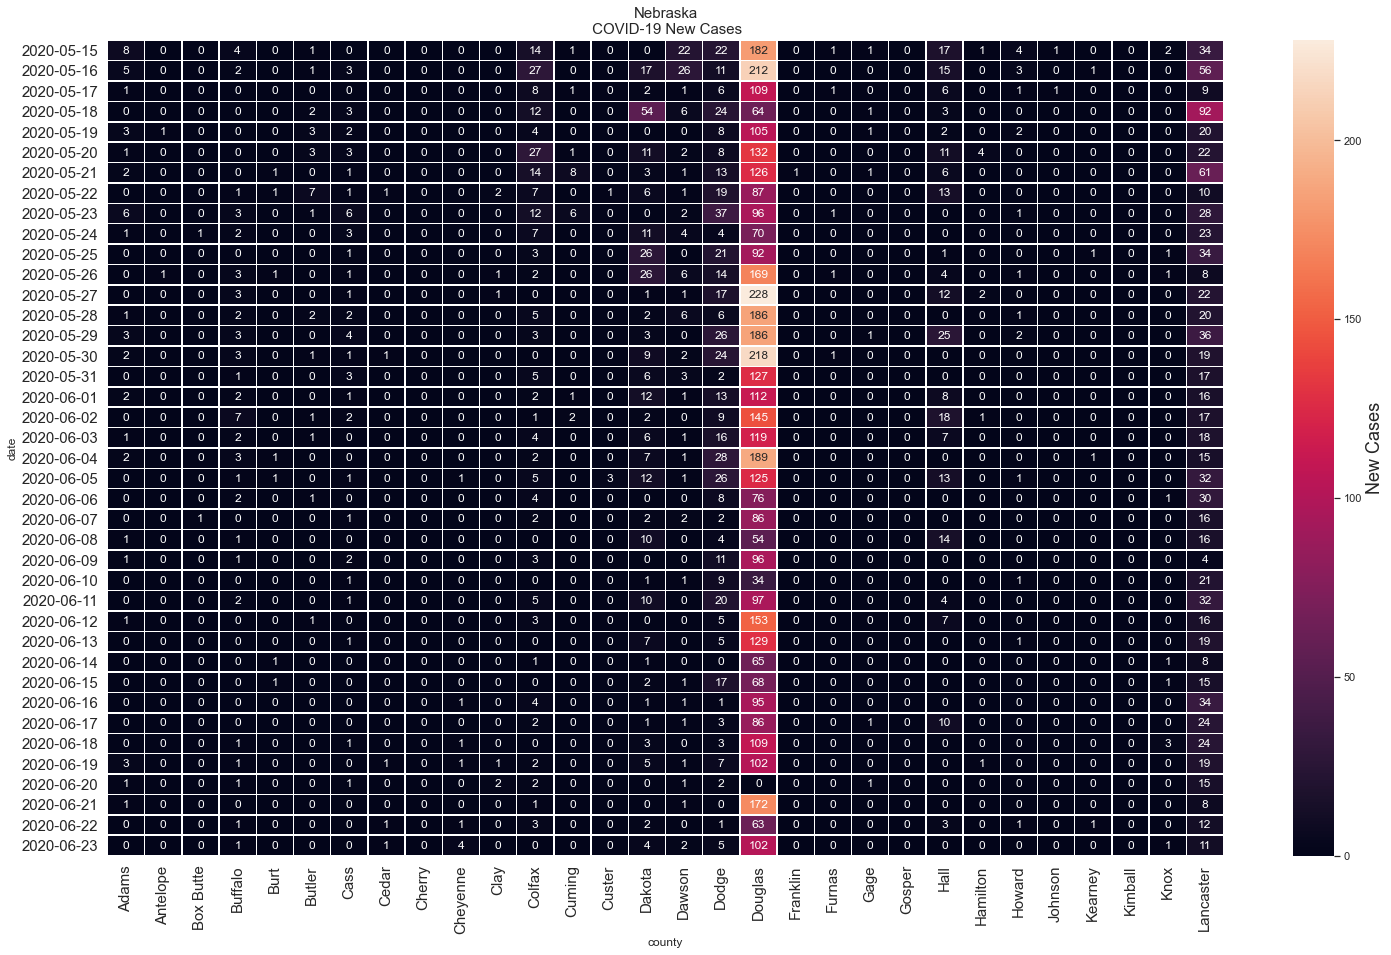 Nebraska
COVID-19 New Cases
2020-05-15 8 0 0 4 0 1 0 0 0 0 0 14 1 0 0 22 22 182 0 1 1 0 17 1 4 1 0 0 2 34
2020-05-16 5 0 0 2 0 1 3 0 0 0 0 27 0 0 17 26 11 212 0 0 0 0 15 0 3 0 1 0 0 56
2020-05-17 1 0 0 0 0 0 0 0 0 0 0 8 1 0 2 1 6 109 0 1 0 0 6 0 1 1 0 0 0 9
2020-05-18 0 0 0 0 0 2 3 0 0 0 0 12 0 0 54 6 24 64 0 0 1 0 3 0 0 0 0 0 0 92
2020-05-19 3 1 0 0 0 3 2 0 0 0 0 4 0 0 0 0 8 105 0 0 1 0 2 0 2 0 0 0 0 20
2020-05-20 1 0 0 0 0 3 3 0 0 0 0 27 1 0 11 2 8 132 0 0 0 0 11 4 0 0 0 0 0 22
2020-05-21 2 0 0 0 1 0 1 0 0 0 0 14 8 0 3 1 13 126 1 0 1 0 6 0 0 0 0 0 0 61
2020-05-22 0 0 0 1 1 7 1 1 0 0 2 7 0 1 6 1 19 87 0 0 0 0 13 0 0 0 0 0 0 10
2020-05-23 6 0 0 3 0 1 6 0 0 0 0 12 6 0 0 2 37 96 0 1 0 0 0 0 1 0 0 0 0 28
2020-05-24 1 0 1 2 0 0 3 0 0 0 0 7 0 0 11 4 4 70 0 0 0 0 0 0 0 0 0 0 0 23
2020-05-25 0 0 0 0 0 0 1 0 0 0 0 3 0 0 26 0 21 92 0 0 0 0 1 0 0 0 1 0 1 34
2020-05-26 0 1 0 3 1 0 1 0 0 0 1 2 0 0 26 6 14 169 0 1 0 0 4 0 1 0 0 0 1 8
2020-05-27 0 0 0 3 0 0 1 0 0 0 1 0 0 0 1 1 17 228 0 0 0 0 12 2 0 0 0 0 0 22
2020-05-28 1 0 0 2 0 2 2 0 0 0 0 5 0 0 2 6 6 186 0 0 0 0 0 0 1 0 0 0 0 20
2020-05-29 3 0 0 3 0 0 4 0 0 0 0 3 0 0 3 0 26 186 0 0 1 0 25 0 2 0 0 0 0 36
2020-05-30 2 0 0 3 0 1 1 1 0 0 0 0 0 0 9 2 24 218 0 1 0 0 0 0 0 0 0 0 0 19
2020-05-31 0 0 0 1 0 0 3 0 0 0 0 5 0 0 6 3 2 127 0 0 0 0 0 0 0 0 0 0 0 17
2020-06-01 2 0 0 2 0 0 1 0 0 0 0 2 1 0 12 1 13 112 0 0 0 0 8 0 0 0 0 0 0 16
2020-06-02 0 0 0 7 0 1 2 0 0 0 0 1 2 0 2 0 9 145 0 0 0 0 18 1 0 0 0 0 0 17
2020-06-03 1 0 0 2 0 1 0 0 0 0 0 4 0 0 6 1 16 119 0 0 0 0 7 0 0 0 0 0 0 18
2020-06-04 2 0 0 3 1 0 0 0 0 0 0 2 0 0 7 1 28 189 0 0 0 0 0 0 0 0 1 0 0 15
2020-06-05 0 0 0 1 1 0 1 0 0 1 0 5 0 3 12 1 26 125 0 0 0 0 13 0 1 0 0 0 0 32
2020-06-06 0 0 0 2 0 1 0 0 0 0 0 4 0 0 0 0 8 76 0 0 0 0 0 0 0 0 0 0 1 30
2020-06-07 0 0 1 0 0 0 1 0 0 0 0 2 0 0 2 2 2 86 0 0 0 0 0 0 0 0 0 0 0 16
2020-06-08 1 0 0 1 0 0 0 0 0 0 0 0 0 0 10 0 4 54 0 0 0 0 14 0 0 0 0 0 0 16
2020-06-09 1 0 0 1 0 0 2 0 0 0 0 3 0 0 0 0 11 96 0 0 0 0 0 0 0 0 0 0 0 4
2020-06-10 0 0 0 0 0 0 1 0 0 0 0 0 0 0 1 1 9 34 0 0 0 0 0 0 1 0 0 0 0 21
2020-06-11 0 0 0 2 0 0 1 0 0 0 0 5 0 0 10 0 20 97 0 0 0 0 4 0 0 0 0 0 0 32
2020-06-12 1 0 0 0 0 1 0 0 0 0 0 3 0 0 0 0 5 153 0 0 0 0 7 0 0 0 0 0 0 16
2020-06-13 0 0 0 0 0 0 1 0 0 0 0 0 0 0 7 0 5 129 0 0 0 0 0 0 1 0 0 0 0 19
2020-06-14 0 0 0 0 1 0 0 0 0 0 0 1 0 0 1 0 0 65 0 0 0 0 0 0 0 0 0 0 1 8
2020-06-15 0 0 0 0 1 0 0 0 0 0 0 0 0 0 2 1 17 68 0 0 0 0 0 0 0 0 0 0 1 15
2020-06-16 0 0 0 0 0 0 0 0 0 1 0 4 0 0 1 1 1 95 0 0 0 0 0 0 0 0 0 0 0 34
2020-06-17 0 0 0 0 0 0 0 0 0 0 0 2 0 0 1 1 3 86 0 0 1 0 10 0 0 0 0 0 0 24
2020-06-18 0 0 0 1 0 0 1 0 0 1 0 0 0 0 3 0 3 109 0 0 0 0 0 0 0 0 0 0 3 24
2020-06-19 3 0 0 1 0 0 0 1 0 1 1 2 0 0 5 1 7 102 0 0 0 0 0 1 0 0 0 0 0 19
2020-06-20 1 0 0 1 0 0 1 0 0 0 2 2 0 0 0 1 2 0 0 0 1 0 0 0 0 0 0 0 0 15
2020-06-21 1 0 0 0 0 0 0 0 0 0 0 1 0 0 0 1 0 172 0 0 0 0 0 0 0 0 0 0 0 8
2020-06-22 0 0 0 1 0 0 0 1 0 1 0 3 0 0 2 0 1 63 0 0 0 0 3 0 1 0 1 0 0 12
2020-06-23 0 0 0 1 0 0 0 1 0 4 0 0 0 0 4 2 5 102 0 0 0 0 0 0 0 0 0 0 1 11
Adams Antelope Box Butte Buffalo Burt Butler Cass Cedar Cherry Cheyenne Clay Colfax Cuming Custer Dakota Dawson Dodge Douglas Franklin Furnas Gage Gosper Hall Hamilton Howard Johnson Kearney Kimball Knox Lancaster
county
date
200
150
100
50
0
New Cases